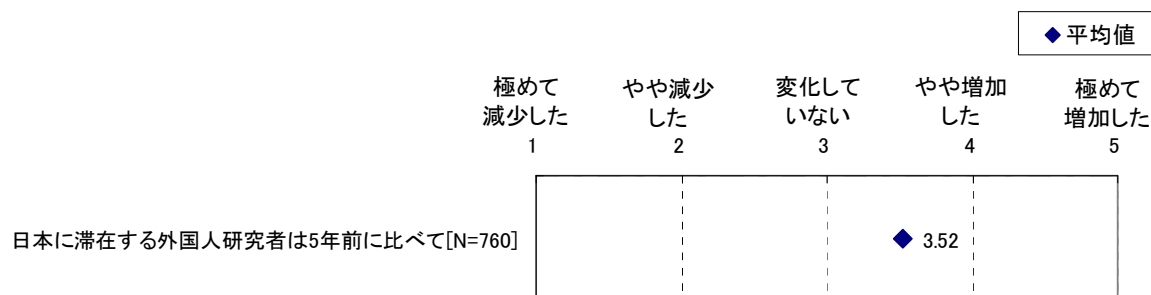 ◆平均値
極めて
減少した
1
やや減少
した
2
変化して
いない
3
やや増加
した
4
極めて
増加した
5
日本に滞在する外国人研究者は5年前に比べて[N=760]
3.52